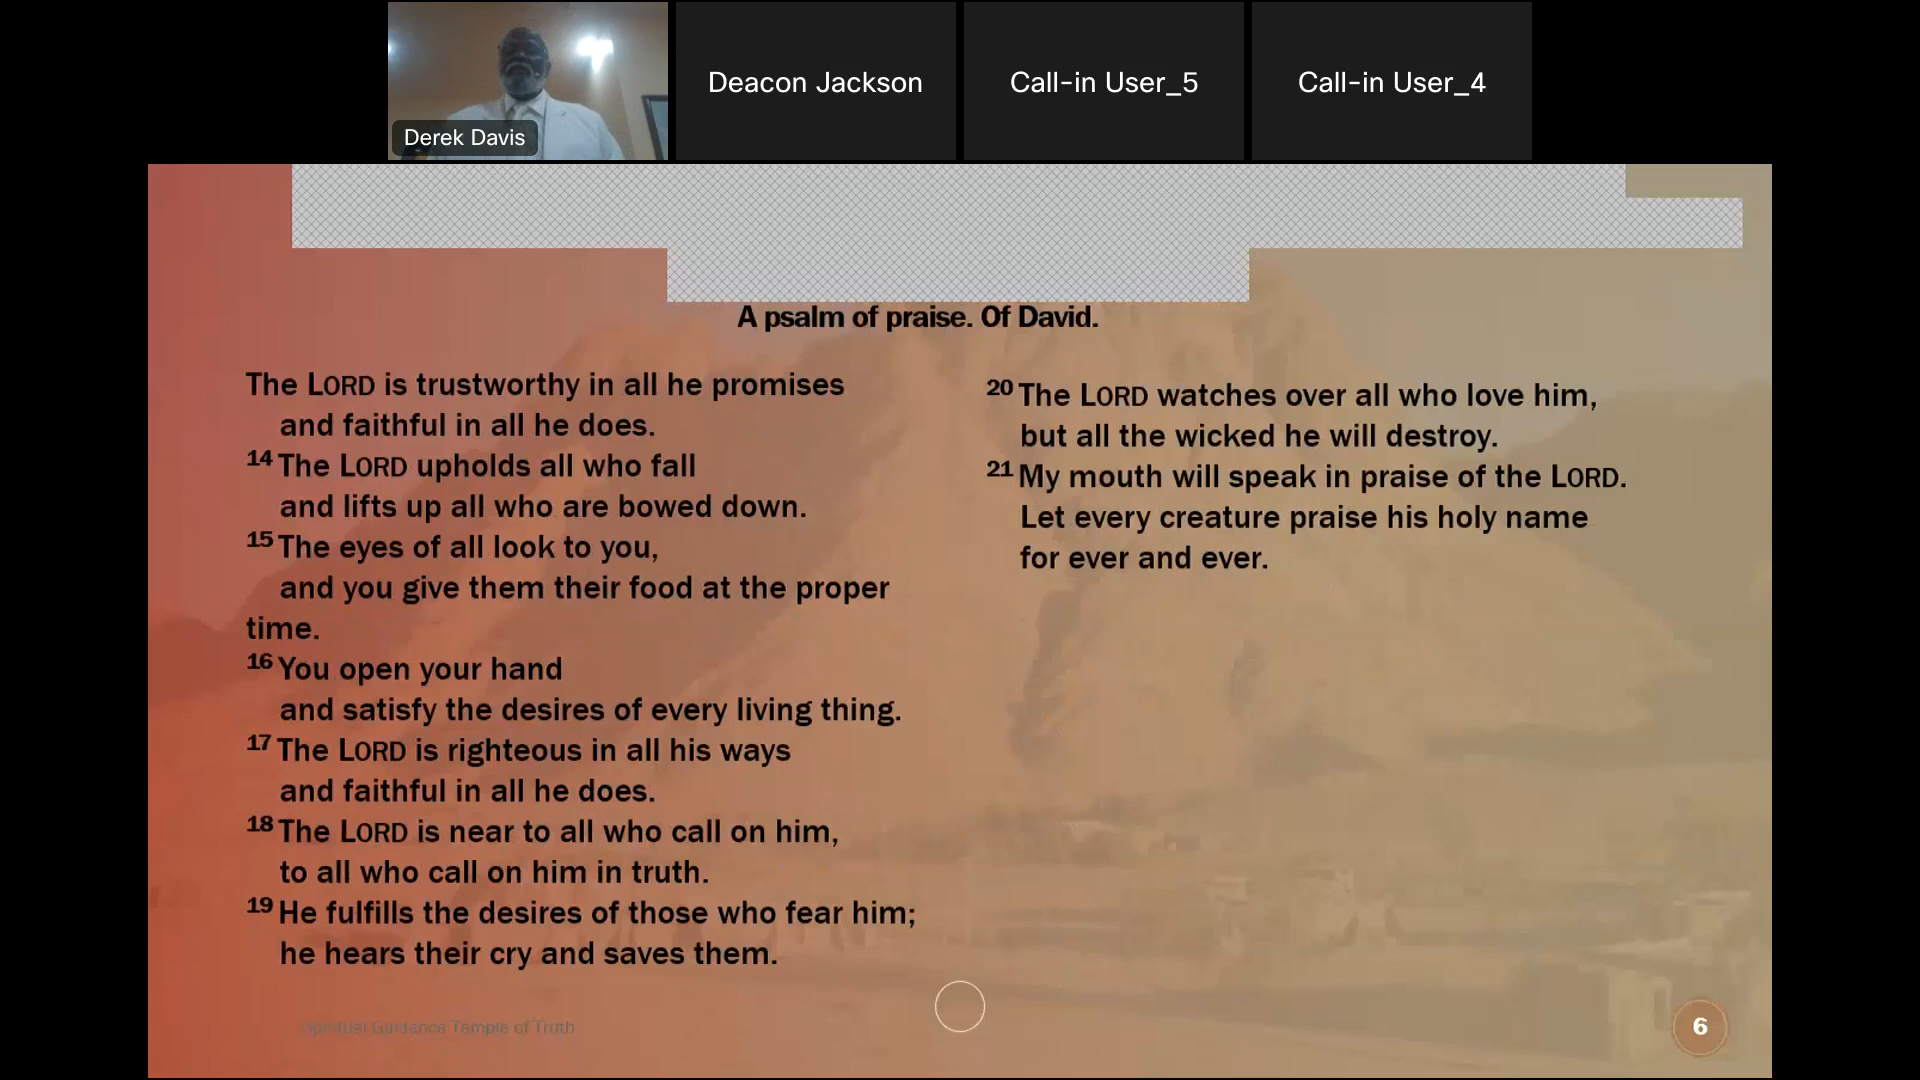 Derek Davis
Deacon Jackson
Call-in User_5
Call-in User_4
A psalm of praise. Of David.
The LORD is trustworthy in all he promises
and faithful in all he does.
14 The LORD upholds all who fall
and lifts up all who are bowed down.
15 The eyes of all look to you,
and you give them their food at the proper
time.
16 You open your hand
and satisfy the desires of every living thing.
17 The LORD is righteous in all his ways
and faithful in all he does.
18 The LORD is near to all who call on him,
to all who call on him in truth.
19 He fulfills the desires of those who fear him;
he hears their cry and saves them.
20 The LORD watches over all who love him,
but all the wicked he will destroy.
21 My mouth will speak in praise of the LORD.
Let every creature praise his holy name
for ever and ever.
Spiritual Guidance Temple of Truth
6